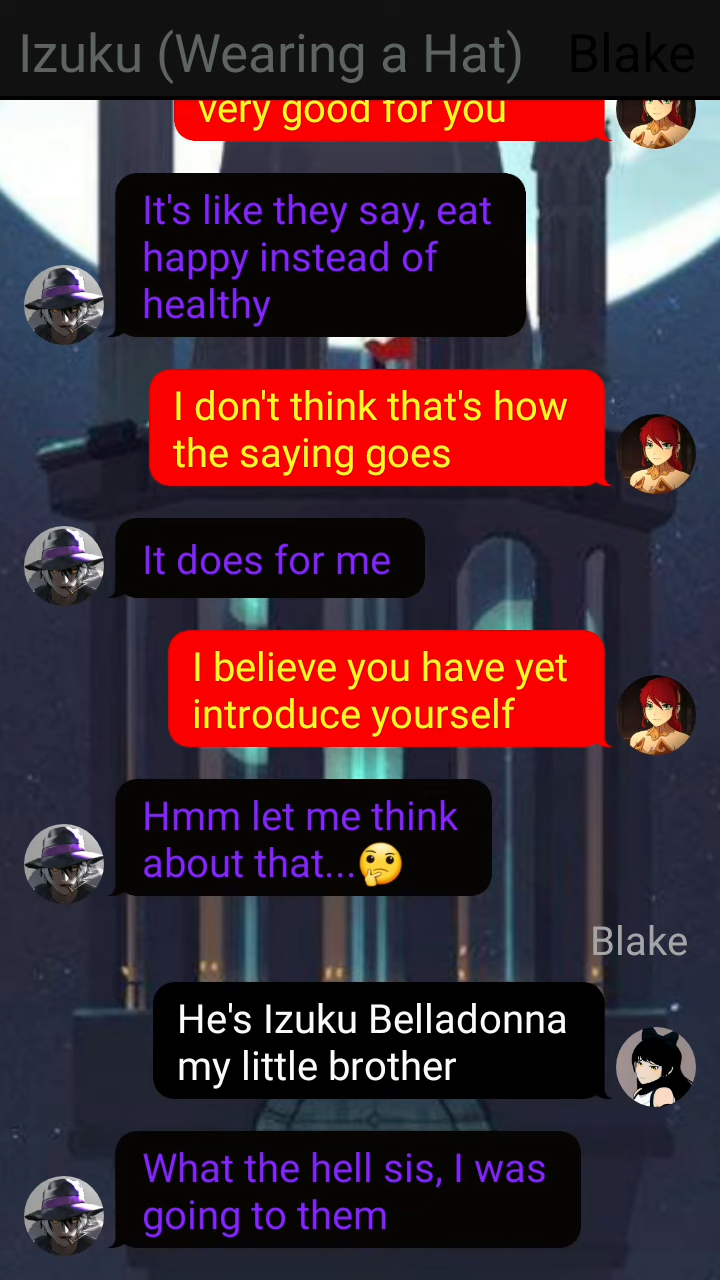 Izuku (Wearing a Hat) Blake
very good for you
It's like they say, eat
happy instead of
healthy
I don't think that's how
the saying goes
It does for me
I believe you have yet
introduce yourself
Hmm let me think
about that...🤔
Blake
He's Izuku Belladonna
my little brother
What the hell sis, I was
going to them